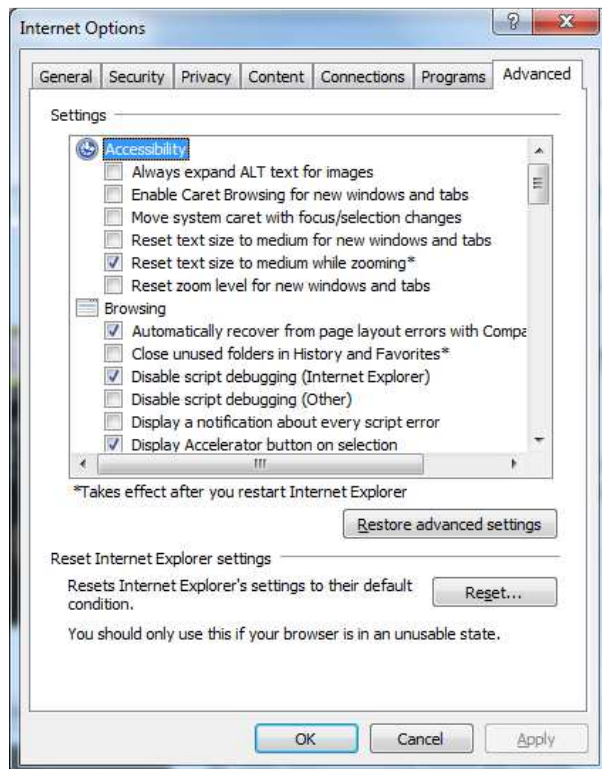 Internet Options
General Security Privacy Content Connections Programs Advanced
Settings
Accessibility
Always expand ALT text for images
Enable Caret Browsing for new windows and tabs
Move system caret with focus/selection changes
Reset text size to medium for new windows and tabs
Reset text size to medium while zooming*
Reset zoom level for new windows and tabs
Browsing
Automatically recover from page layout errors with Compa
Close unused folders in History and Favorites*
Disable script debugging (Internet Explorer)
Disable script debugging (Other)
Display a notification about every script error
Display Accelerator button on selection
*Takes effect after you restart Internet Explorer
Restore advanced settings
Reset Internet Explorer settings
Resets Internet Explorer's settings to their default
condition.
Reset...
You should only use this if your browser is in an unusable state.
OK Cancel Apply